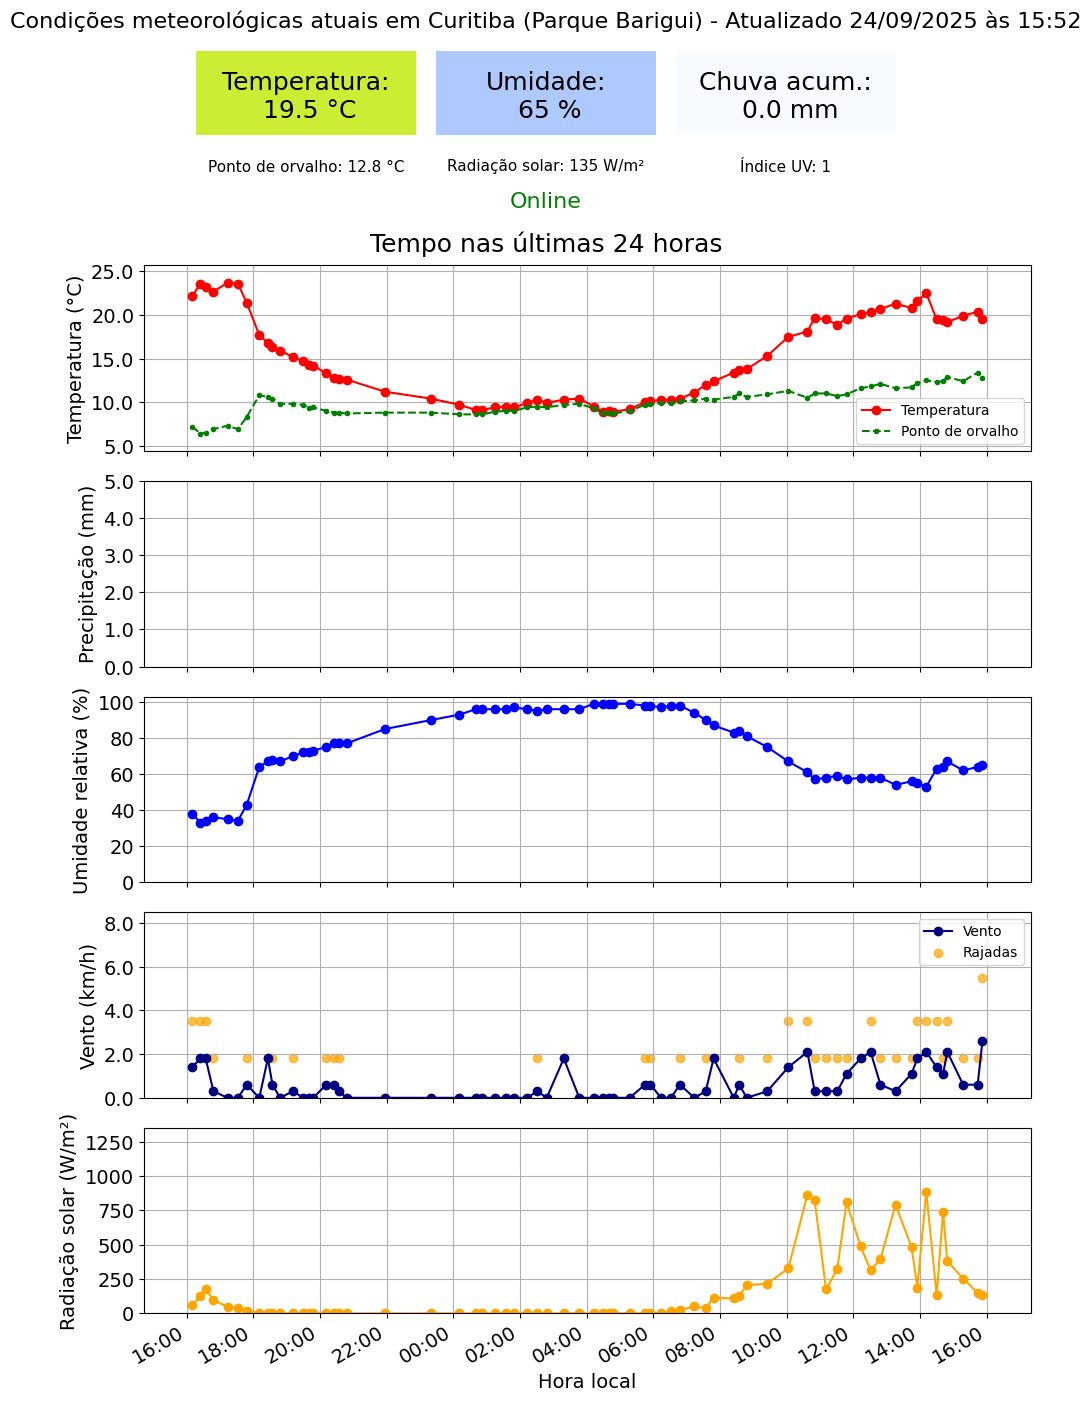 Condições meteorológicas atuais em Curitiba (Parque Barigui) - Atualizado 24/09/2025 às 15:52
Temperatura:
19.5 °C
Umidade:
65 %
Chuva acum.:
0.0 mm
Ponto de orvalho: 12.8 °C
Radiação solar: 135 W/m²
Índice UV: 1
Online
Tempo nas últimas 24 horas
Temperatura (°C)
25.0
20.0
15.0
10.0
5.0
Temperatura
Ponto de orvalho
Precipitação (mm)
5.0
4.0
3.0
2.0
1.0
0.0
Umidade relativa (%)
100
80
60
40
20
0
Vento (km/h)
8.0
6.0
4.0
2.0
0.0
Vento
Rajadas
Radiação solar (W/m²)
1250
1000
750
500
250
0
16:00
18:00
20:00
22:00
00:00
02:00
04:00
06:00
08:00
10:00
12:00
14:00
16:00
Hora local